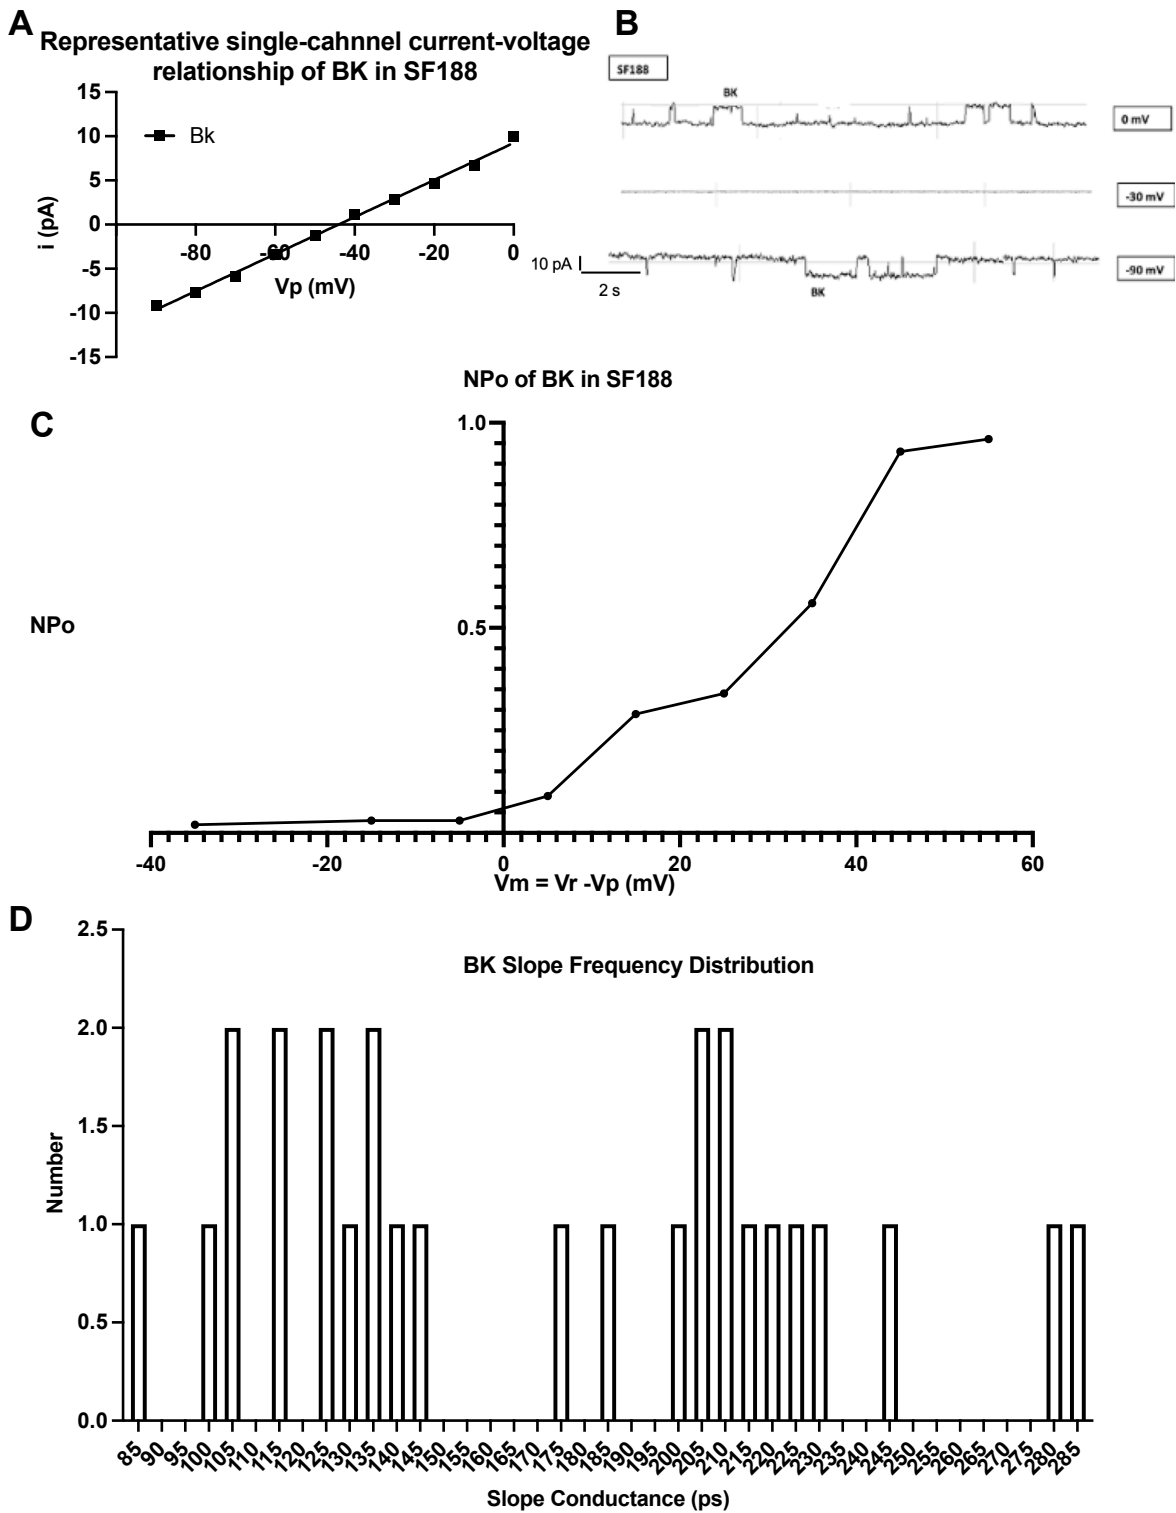 A
Representative single-cahnnel current-voltage
relationship of BK in SF188
15
10
5
0
-5
-10
-15
i (pA)
Bk
-80
-60
-40
-20
0
Vp (mV)
B
SF188
BK
0 mV
-30 mV
-90 mV
BK
10 pA
2 s
NPo of BK in SF188
C
1.0
0.5
NPo
-40
-20
0
20
40
60
Vm = Vr -Vp (mV)
D
BK Slope Frequency Distribution
2.5
2.0
1.5
1.0
0.5
0.0
Number
85
90
95
100
105
110
115
120
125
130
135
140
145
150
155
160
165
170
175
180
185
190
195
200
205
210
215
220
225
230
235
240
245
250
255
260
265
270
275
280
285
Slope Conductance (ps)